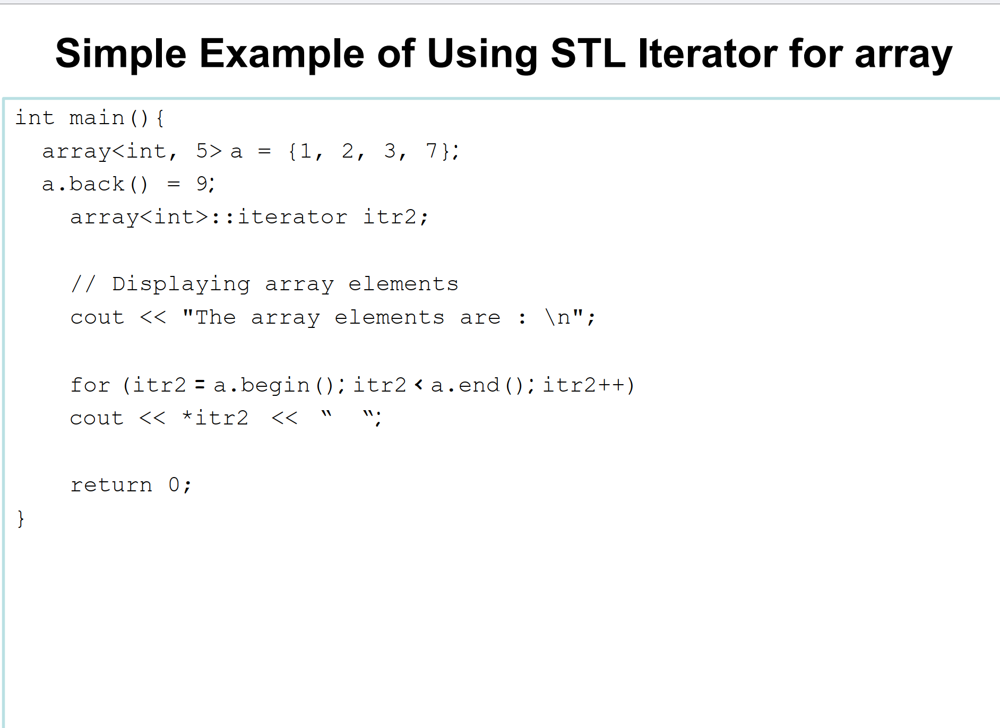 Simple Example of Using STL Iterator for array
int main(){
array<int, 5> a = {1, 2, 3, 7};
a.back() = 9;
array<int>::iterator itr2;
// Displaying array elements
cout << "The array elements are : \n";
for (itr2 = a.begin(); itr2 < a.end(); itr2++)
cout << *itr2 << “ “;
return 0;
}